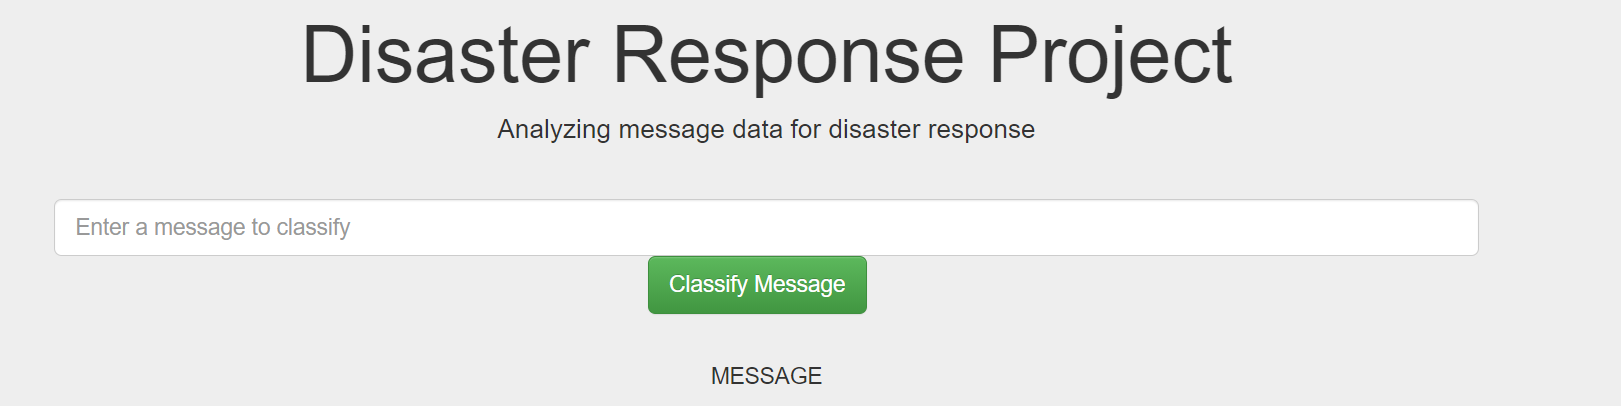 Disaster Response Project
Analyzing message data for disaster response
Enter a message to classify
Classify Message
MESSAGE